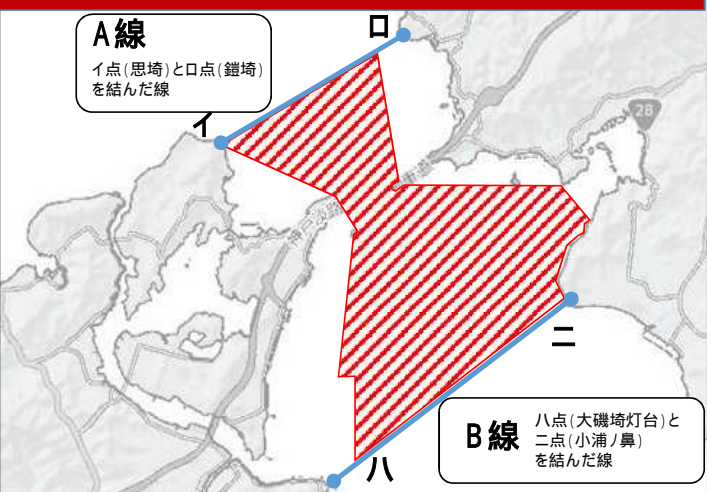 A線
イ点(思埼)とロ点(鎧埼)
を結んだ線
ロ
イ
28
ニ
ハ
B線
ハ点(大磯埼灯台)と
ニ点(小浦ノ鼻)
を結んだ線